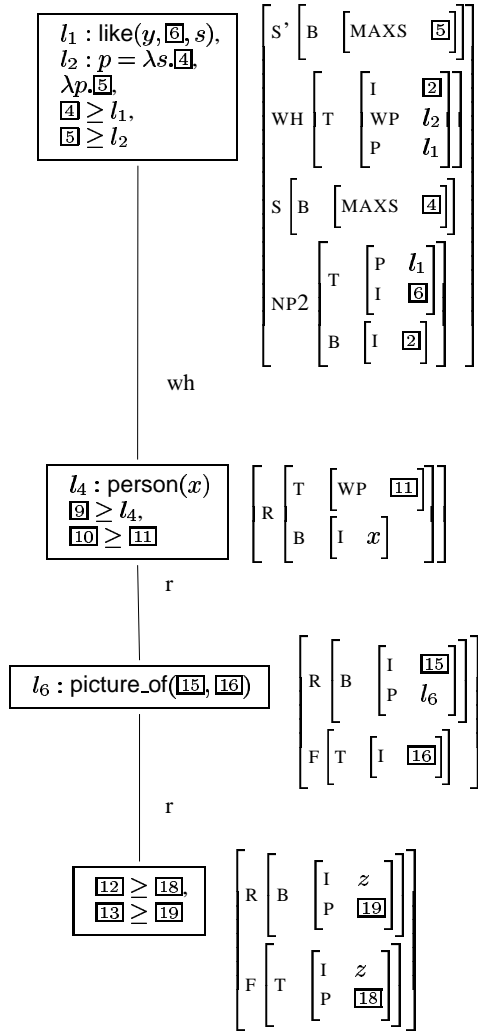 l₁ : like(y, 6, s),
l₂ : p = λs.4,
λp.5,
4 ≥ l₁,
5 ≥ l₂
S' [B [MAXS 5]]
WH [T [I 2
WP l₂
P l₁]]
S [B [MAXS 4]]
NP2 [T [P l₁
I 6]
B [I 2]]
wh
l₄ : person(x)
9 ≥ l₄,
10 ≥ 11
R [T [WP 11]
B [I x]]
r
l₆ : picture_of(15, 16)
R [B [I 15
P l₆]]
F [T [I 16]]
r
12 ≥ 18,
13 ≥ 19
R [B [I z
P 19]]
F [T [I z
P 18]]